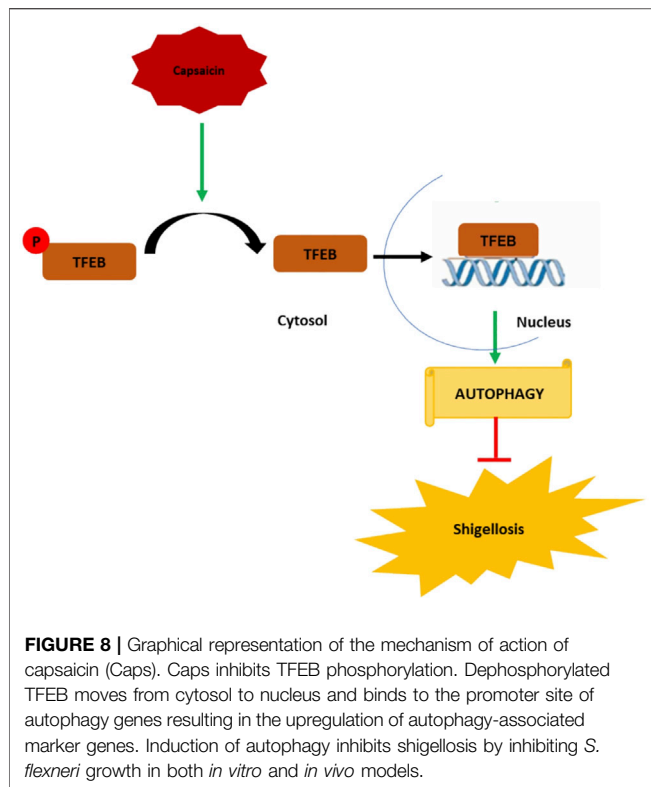 Capsaicin
P
TFEB
TFEB
TFEB
Cytosol
Nucleus
AUTOPHAGY
Shigellosis
FIGURE 8 | Graphical representation of the mechanism of action of
capsaicin (Caps). Caps inhibits TFEB phosphorylation. Dephosphorylated
TFEB moves from cytosol to nucleus and binds to the promoter site of
autophagy genes resulting in the upregulation of autophagy-associated
marker genes. Induction of autophagy inhibits shigellosis by inhibiting S.
flexneri growth in both in vitro and in vivo models.